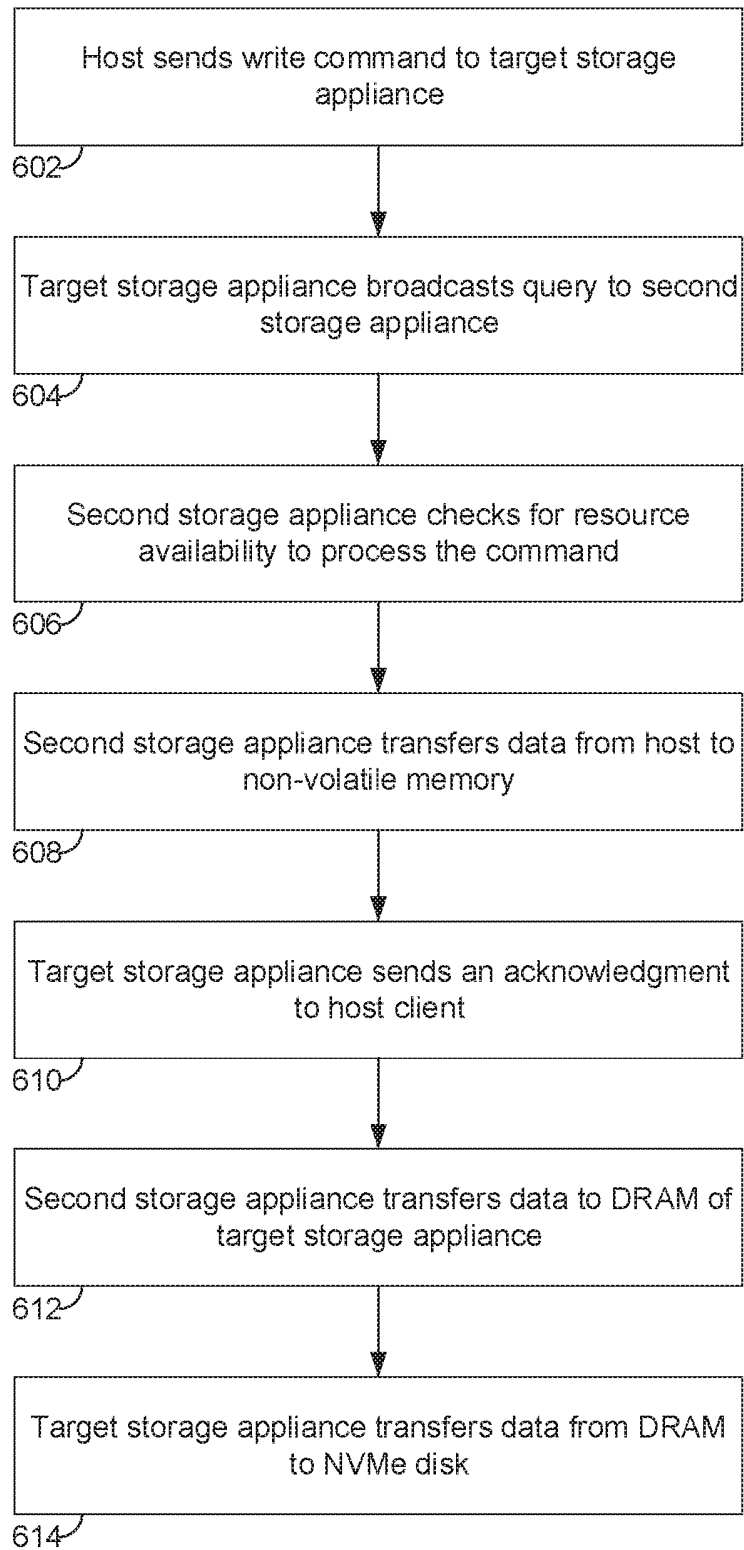 Host sends write command to target storage
appliance
602
Target storage appliance broadcasts query to second
storage appliance
604
Second storage appliance checks for resource
availability to process the command
606
Second storage appliance transfers data from host to
non-volatile memory
608
Target storage appliance sends an acknowledgment
to host client
610
Second storage appliance transfers data to DRAM of
target storage appliance
612
Target storage appliance transfers data from DRAM
to NVMe disk
614